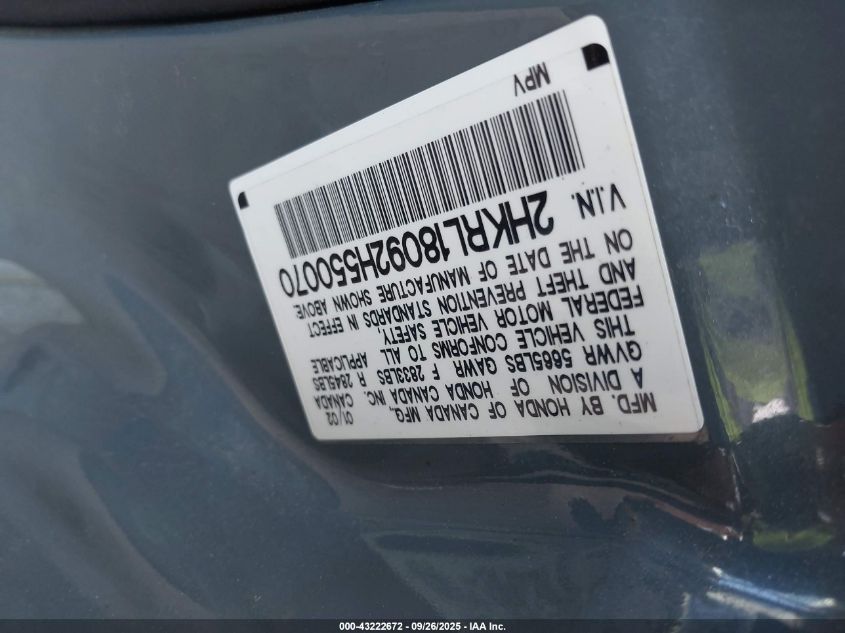 MFD. BY HONDA OF CANADA MFG., 01/02
A DIVISION OF HONDA CANADA INC. CANADA
GVWR 5665LBS GAWR F 2833LBS R 2845LBS
THIS VEHICLE CONFORMS TO ALL APPLICABLE
FEDERAL MOTOR VEHICLE SAFETY,
AND THEFT PREVENTION STANDARDS IN EFFECT
ON THE DATE OF MANUFACTURE SHOWN ABOVE
V.I.N. 2HKRL18092H550070
MPV
000-43222672 - 09/26/2025 - IAA Inc.